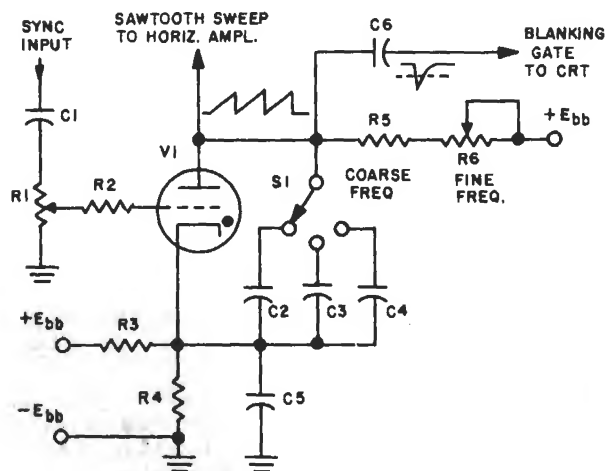 SYNC
INPUT
SAWTOOTH SWEEP
TO HORIZ. AMPL.
C6
BLANKING
GATE
TO CRT
C1
V1
R5
R6
+Ebb
R1
R2
S1
COARSE
FREQ
FINE
FREQ.
C2
C3
C4
+Ebb
R3
R4
C5
-Ebb